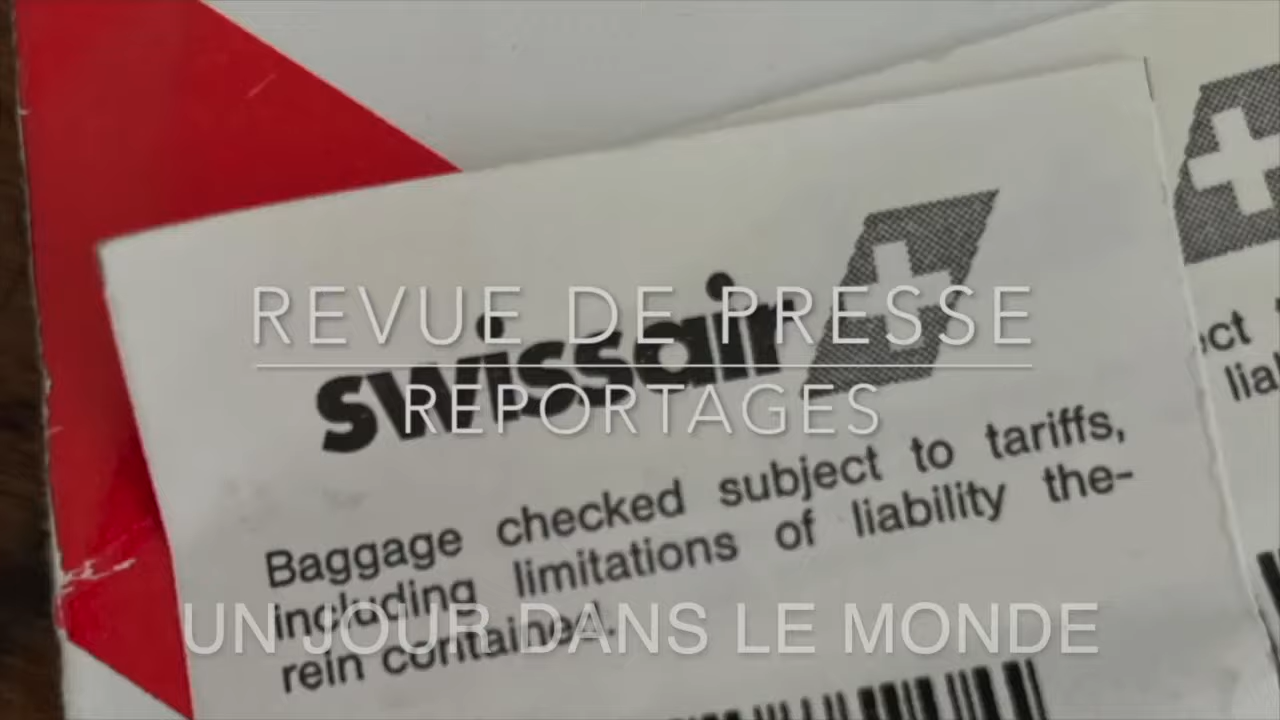 REVUE DE PRESSE
swissair
REPORTAGES
Baggage checked subject to tariffs,
including limitations of liability the-
rein contained.
UN JOUR DANS LE MONDE
ct
lia